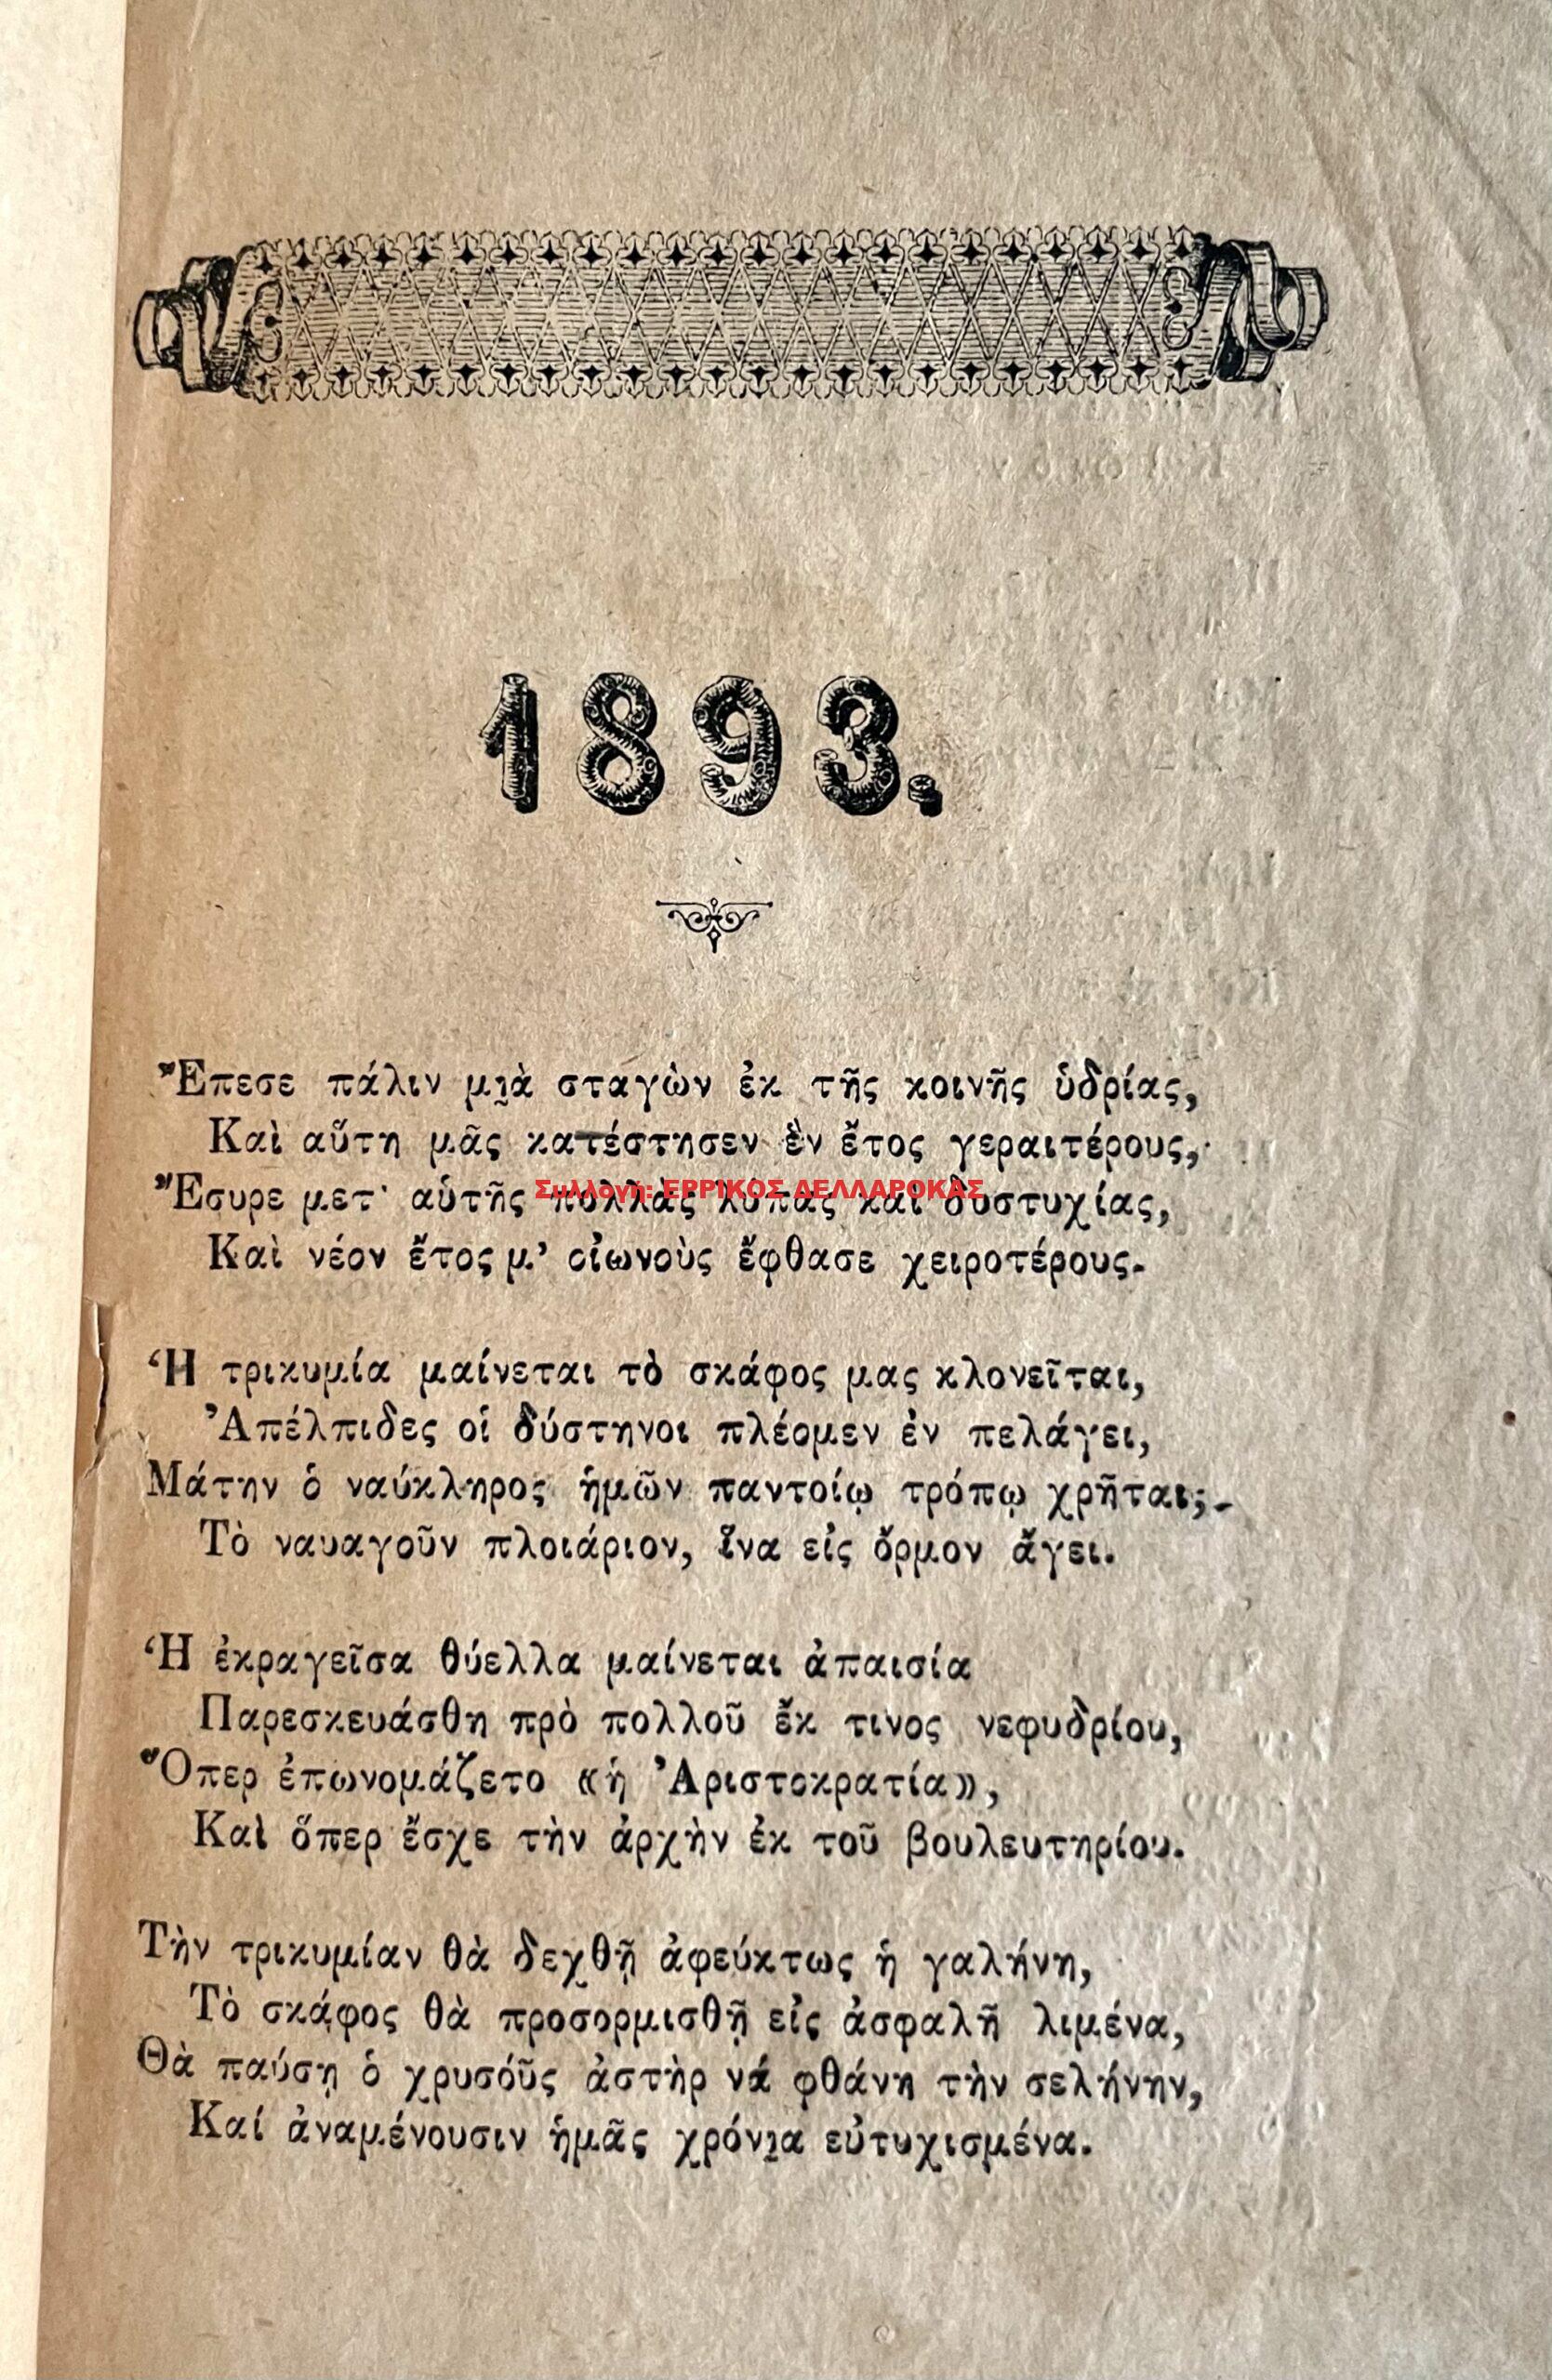 1893.
Ἔπεσε πάλιν μιὰ σταγὼν ἐκ τῆς κοινῆς ὑδρίας,
Καὶ αὕτη μᾶς κατέστησεν ἓν ἔτος γεραιτέρους,
Ἔσυρε μετ' αὑτῆς πολλὰς λύπας καὶ δυστυχίας,
Συλλογή: ΕΡΡΙΚΟΣ ΔΕΛΛΑΡΟΚΑΣ
Καὶ νέον ἔτος μ' οἰωνοὺς ἔφθασε χειροτέρους.
Ἡ τρικυμία μαίνεται τὸ σκάφος μας κλονεῖται,
Ἀπέλπιδες οἱ δύστηνοι πλέομεν ἐν πελάγει,
Μάτην ὁ ναύκληρος ἡμῶν παντοίῳ τρόπῳ χρῆται;-
Τὸ ναυαγοῦν πλοιάριον, ἵνα εἰς ὅρμον ἄγει.
Ἡ ἐκραγεῖσα θύελλα μαίνεται ἀπαισία
Παρεσκευάσθη πρὸ πολλοῦ ἔκ τινος νεφυδρίου,
Ὅπερ ἐπωνομάζετο «ἡ Ἀριστοκρατία»,
Καὶ ὅπερ ἔσχε τὴν ἀρχὴν ἐκ τοῦ βουλευτηρίου.
Τὴν τρικυμίαν θὰ δεχθῇ ἀφεύκτως ἡ γαλήνη,
Τὸ σκάφος θὰ προσορμισθῇ εἰς ἀσφαλῆ λιμένα,
Θὰ παύσῃ ὁ χρυσόῦς ἀστὴρ νά φθάνῃ τὴν σελήνην,
Καί ἀναμένουσιν ἡμᾶς χρόνια εὐτυχισμένα.